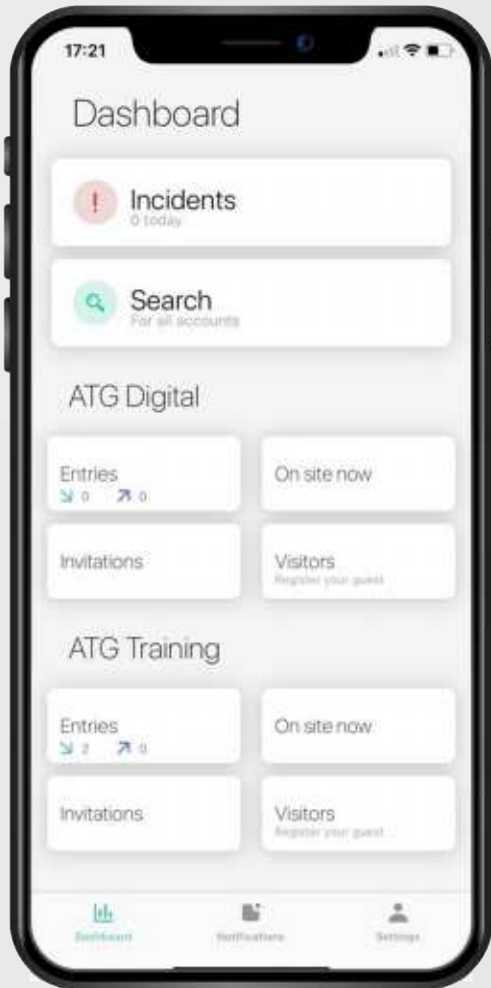 17:21
Dashboard
Incidents
0 today
Search
For all accounts
ATG Digital
Entries
0 0
On site now
Invitations
Visitors
Register your guest
ATG Training
Entries
2 0
On site now
Invitations
Visitors
Register your guest
Dashboard
Notifications
Settings